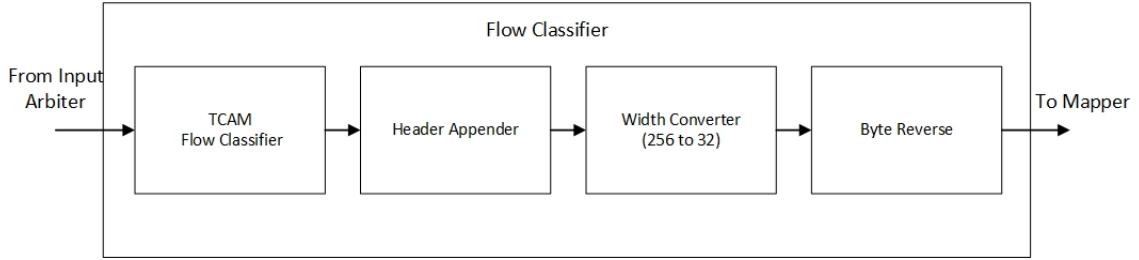 Flow Classifier
From Input
Arbiter
TCAM
Flow Classifier
Header Appender
Width Converter
(256 to 32)
Byte Reverse
To Mapper